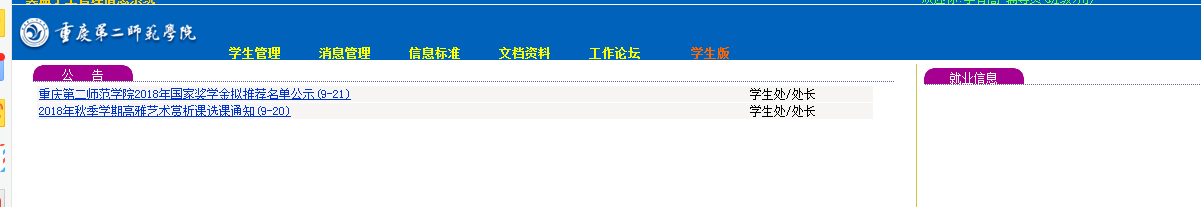 重庆第二师范学院
学生管理 消息管理 信息标准 文档资料 工作论坛 学生版
公 告
重庆第二师范学院2018年国家奖学金拟推荐名单公示(9-21) 学生处/处长
2018年秋季学期高雅艺术赏析课选课通知(9-20) 学生处/处长
就业信息